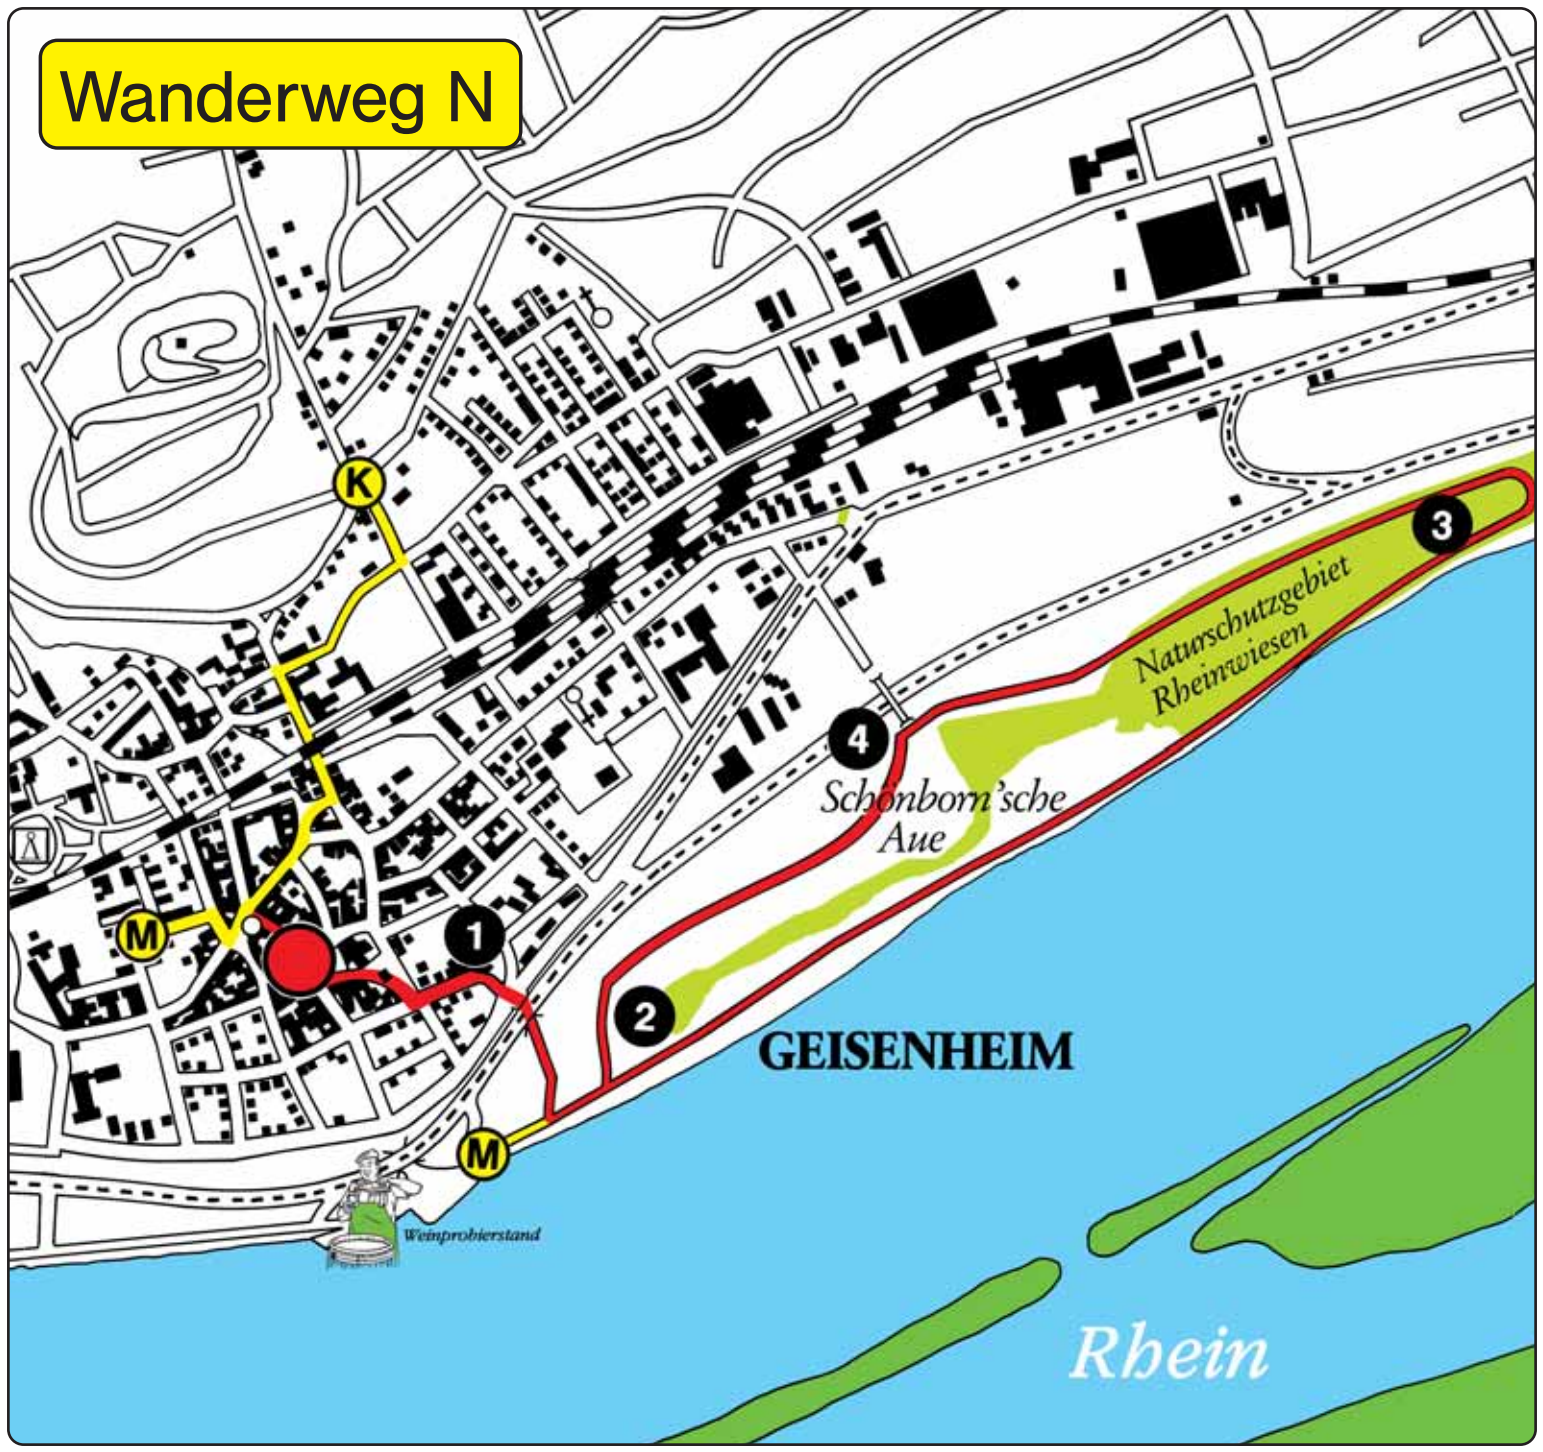 Wanderweg N
K
3
Naturschutzgebiet
Rheinwiesen
4
Schönborn'sche
Aue
M
1
2
GEISENHEIM
M
Weinprobierstand
Rhein